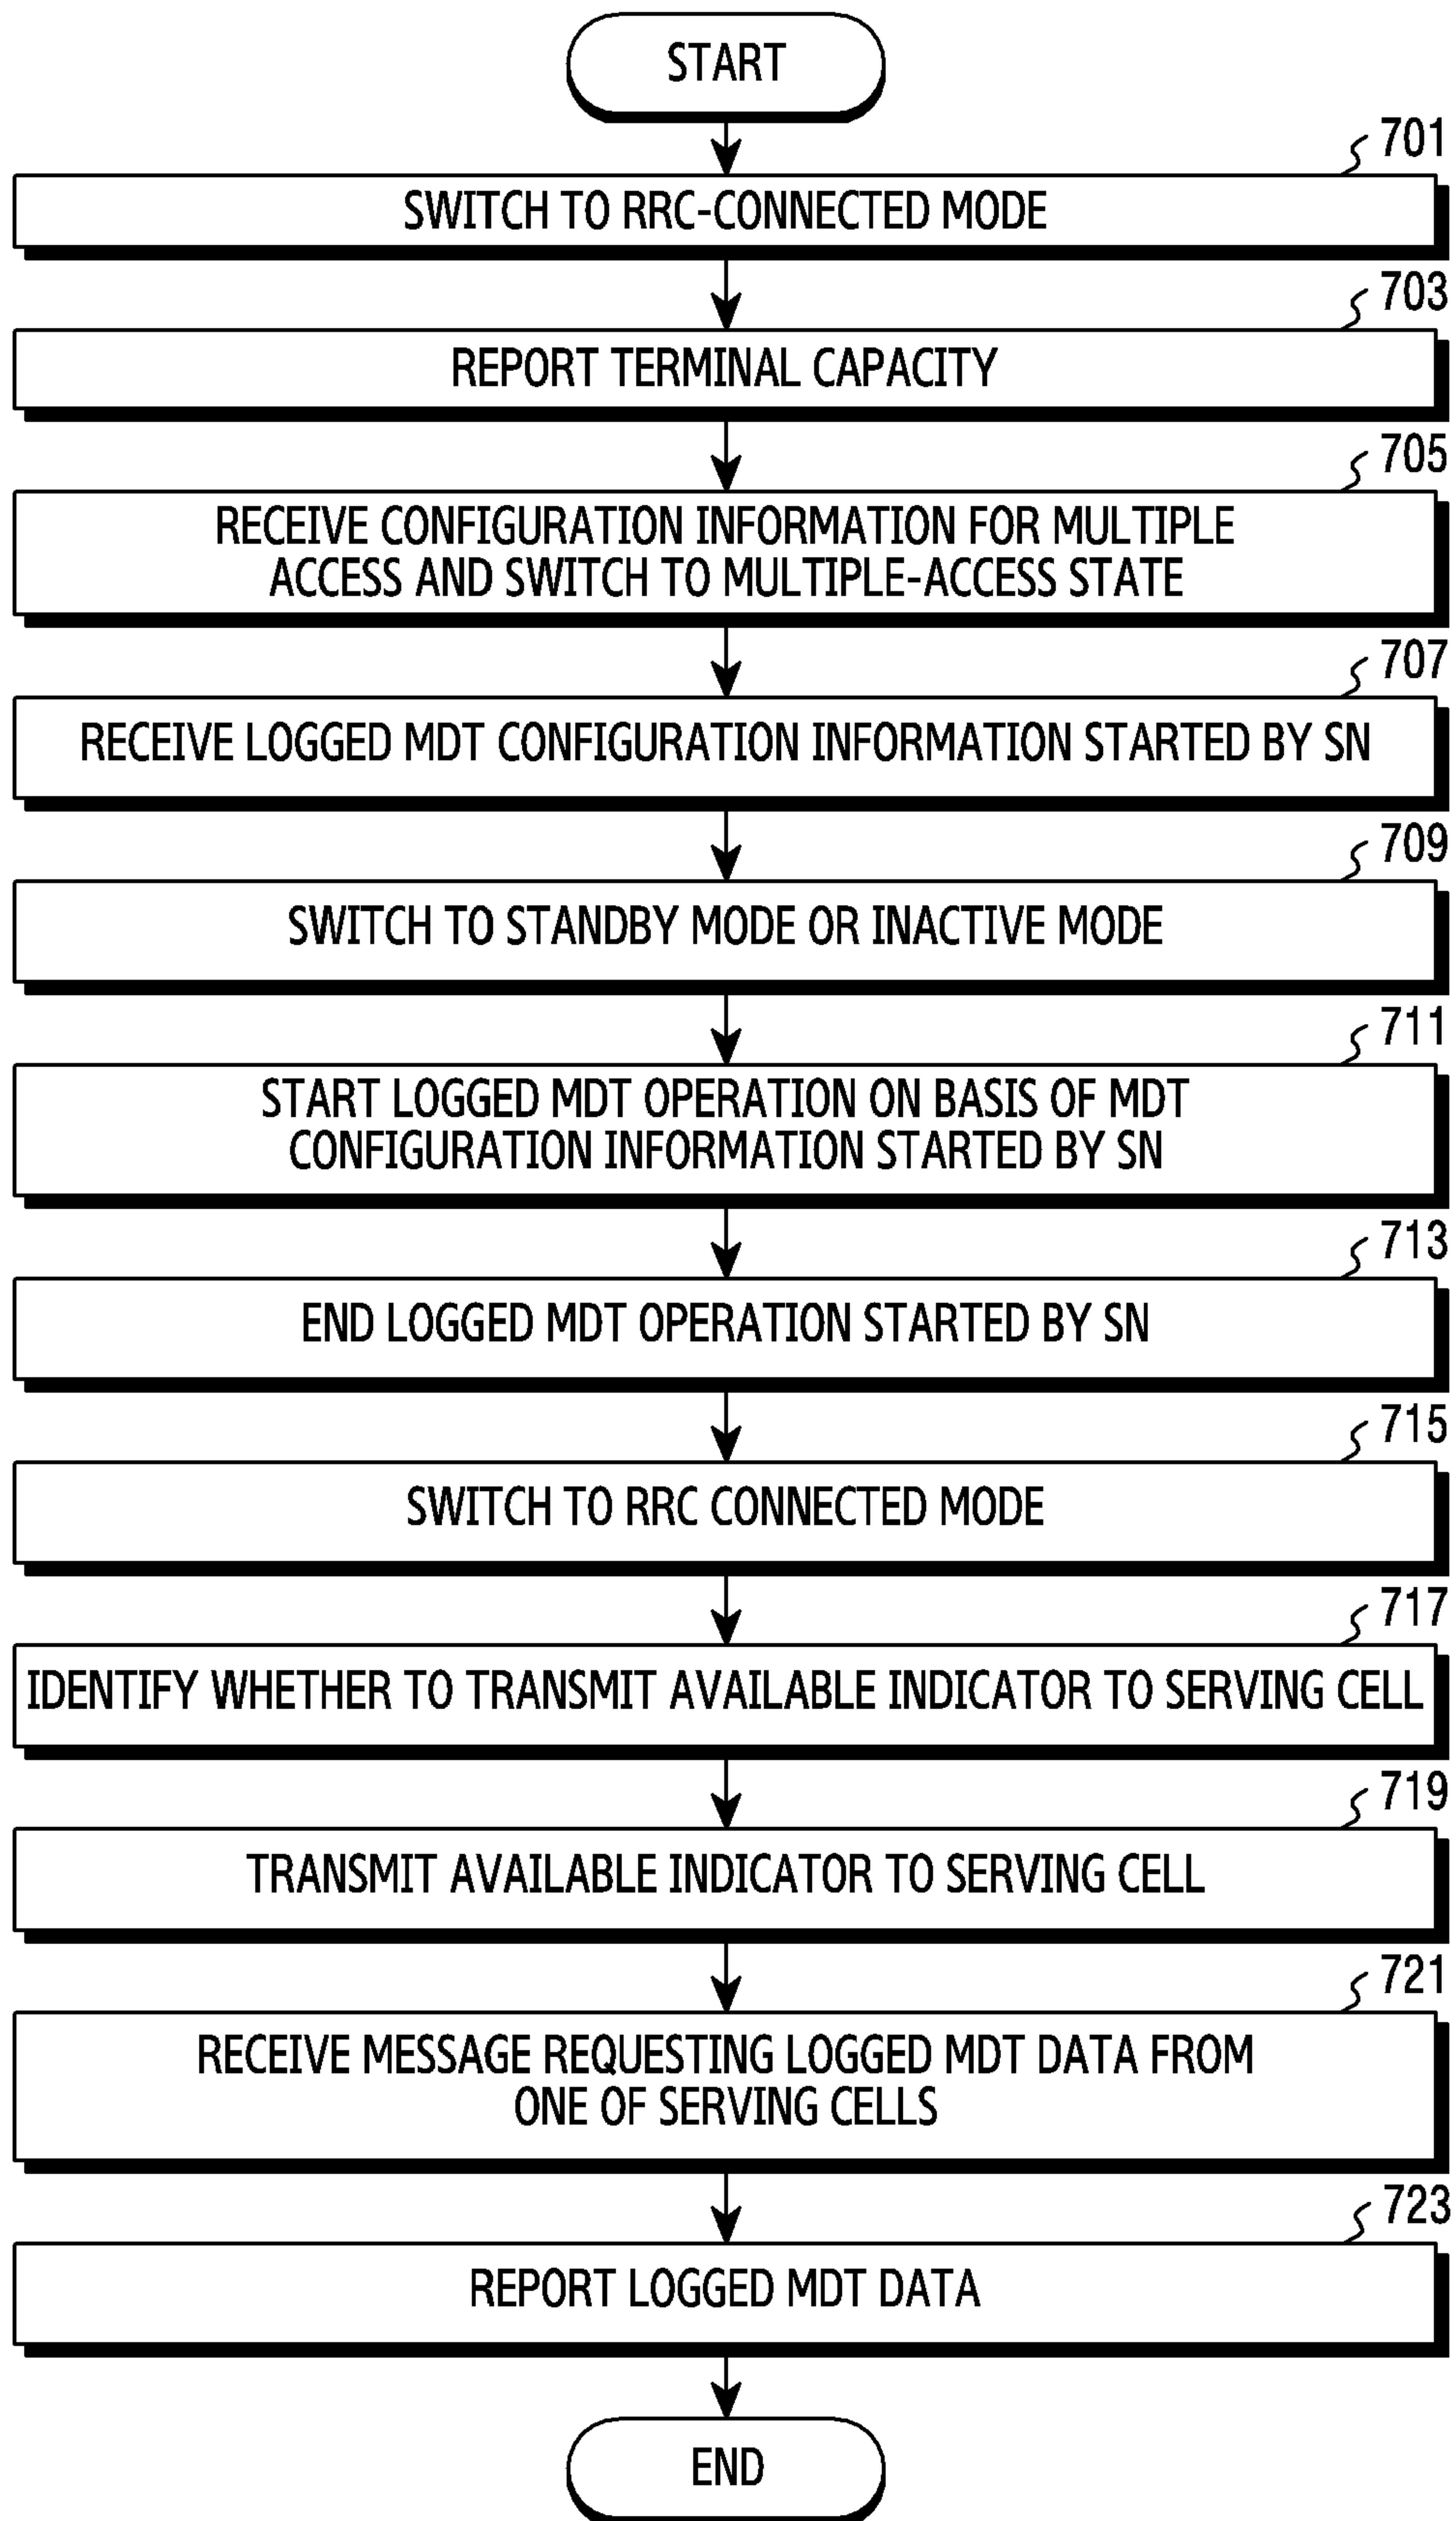 START
701
SWITCH TO RRC-CONNECTED MODE
703
REPORT TERMINAL CAPACITY
705
RECEIVE CONFIGURATION INFORMATION FOR MULTIPLE
ACCESS AND SWITCH TO MULTIPLE-ACCESS STATE
707
RECEIVE LOGGED MDT CONFIGURATION INFORMATION STARTED BY SN
709
SWITCH TO STANDBY MODE OR INACTIVE MODE
711
START LOGGED MDT OPERATION ON BASIS OF MDT
CONFIGURATION INFORMATION STARTED BY SN
713
END LOGGED MDT OPERATION STARTED BY SN
715
SWITCH TO RRC CONNECTED MODE
717
IDENTIFY WHETHER TO TRANSMIT AVAILABLE INDICATOR TO SERVING CELL
719
TRANSMIT AVAILABLE INDICATOR TO SERVING CELL
721
RECEIVE MESSAGE REQUESTING LOGGED MDT DATA FROM
ONE OF SERVING CELLS
723
REPORT LOGGED MDT DATA
END